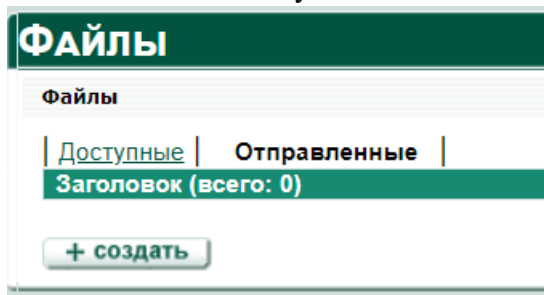 Файлы
Файлы
| Доступные | Отправленные |
Заголовок (всего: 0)
+ создать